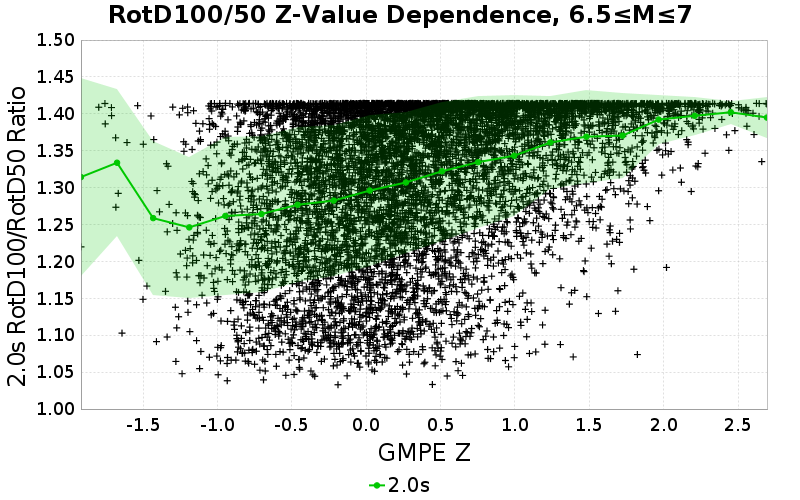 RotD100/50 Z-Value Dependence, 6.5≤M≤7
2.0s RotD100/RotD50 Ratio
1.50
1.45
1.40
1.35
1.30
1.25
1.20
1.15
1.10
1.05
1.00
-1.5 -1.0 -0.5 0.0 0.5 1.0 1.5 2.0 2.5
GMPE Z
2.0s